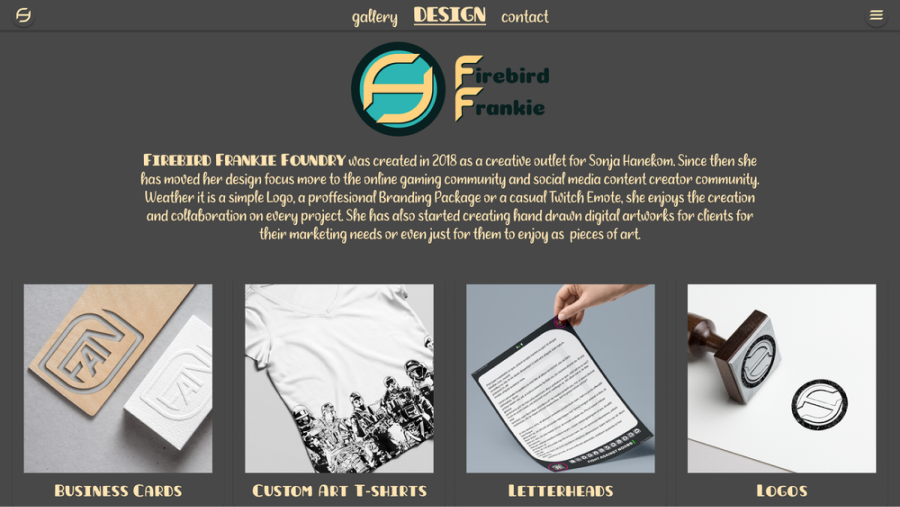 gallery DESIGN contact
Firebird
Frankie
FIREBIRD FRANKIE FOUNDRY was created in 2018 as a creative outlet for Sonja Hanekom. Since then she
has moved her design focus more to the online gaming community and social media content creator community.
Weather it is a simple Logo, a proffesional Branding Package or a casual Twitch Emote, she enjoys the creation
and collaboration on every project. She has also started creating hand drawn digital artworks for clients for
their marketing needs or even just for them to enjoy as pieces of art.
BUSINESS CARDS
CUSTOM ART T-SHIRTS
LETTERHEADS
LOGOS